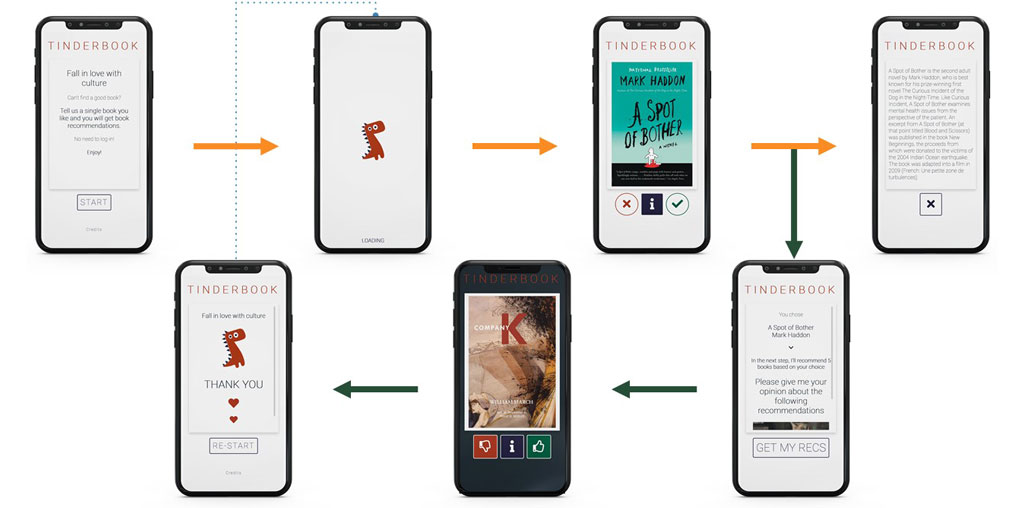 TINDERBOOK
Fall in love with
culture
Can't find a good book?
Tell us a single book you
like and you will get book
recommendations.
No need to log in!
Enjoy!
START
Credits
LOADING
TINDERBOOK
NATIONAL BESTSELLER
MARK HADDON
A SPOT
OF BOTHER
A NOVEL
i
TINDERBOOK
A Spot of Bother is the second adult
novel by Mark Haddon, who is best
known for his prize-winning first
novel The Curious Incident of the
Dog in the Night-Time. Like Curious
Incident, A Spot of Bother examines
mental health issues from the
perspective of the patient. An
excerpt from A Spot of Bother (at
that point titled Blood and Scissors)
was published in the book New
Beginnings, the proceeds from
which were donated to the victims of
the 2004 Indian Ocean earthquake.
The book was adapted into a film in
2009 (French: Une petite zone de
turbulences).
TINDERBOOK
Fall in love with culture
THANK YOU
RE-START
Credits
TINDERBOOK
COMPANY K
WILLIAM MARCH
i
TINDERBOOK
You chose
A Spot of Bother
Mark Haddon
In the next step, I'll recommend 5
books based on your choice
Please give me your
opinion about the
following
recommendations
GET MY RECS